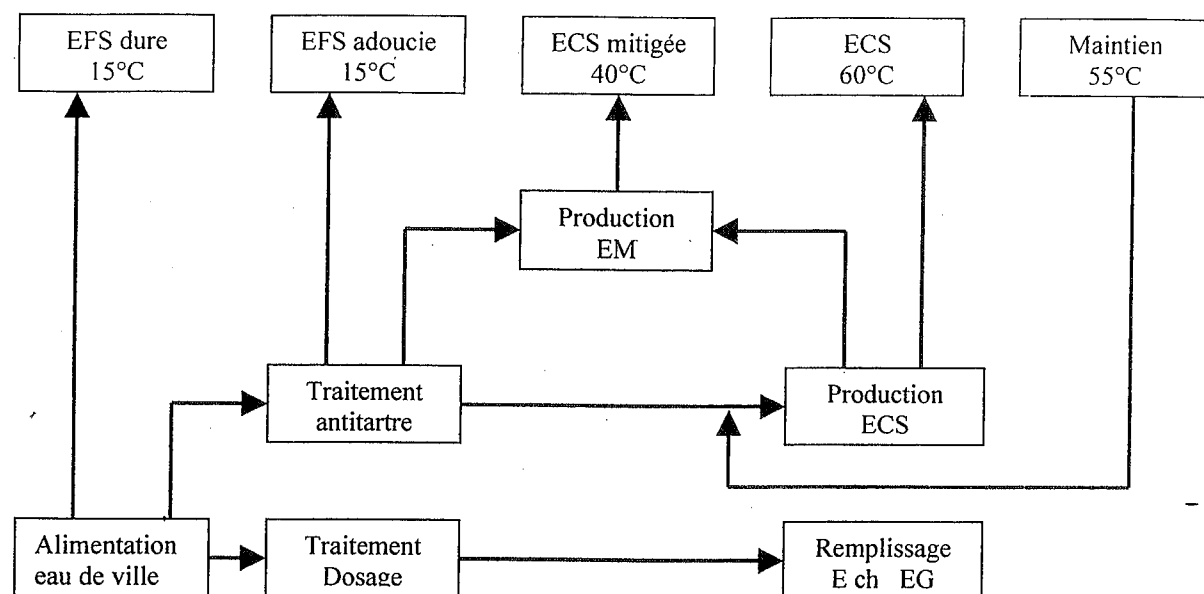 EFS dure
15°C
EFS adoucie
15°C
ECS mitigée
40°C
ECS
60°C
Maintien
55°C
Production
EM
Traitement
antitartre
Production
ECS
Alimentation
eau de ville
Traitement
Dosage
Remplissage
E ch EG